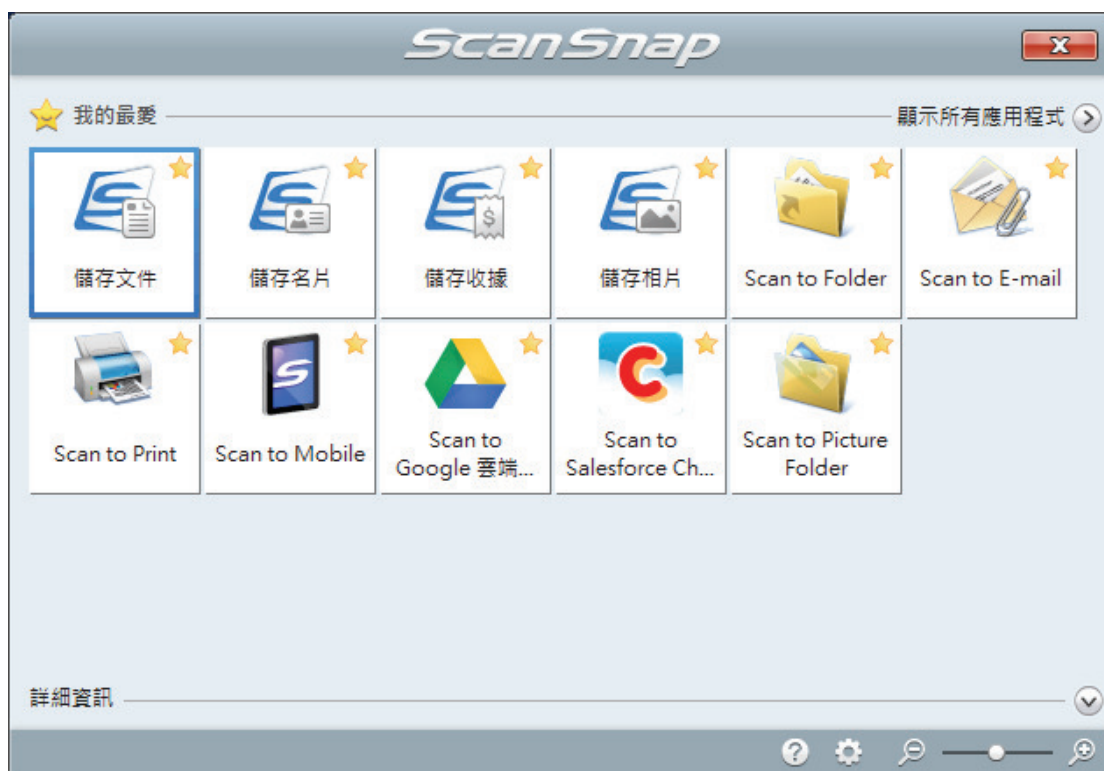 ScanSnap
我的最愛
顯示所有應用程式
儲存文件
儲存名片
儲存收據
儲存相片
Scan to Folder
Scan to E-mail
Scan to Print
Scan to Mobile
Scan to
Google 雲端...
Scan to
Salesforce Ch...
Scan to Picture
Folder
詳細資訊